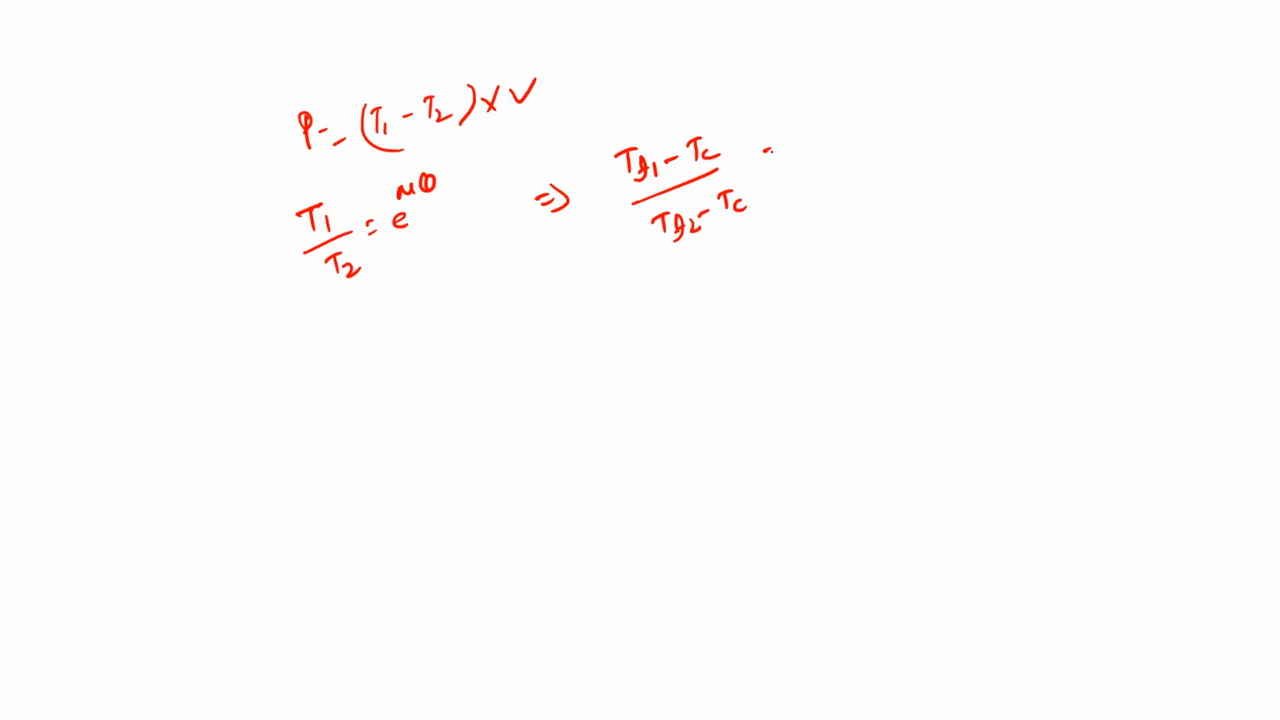 P = (T₁ - T₂) × V
T₁/T₂ = e^μθ ⇒ (Tt₁ - Tc)/(Tt₂ - Tc) =